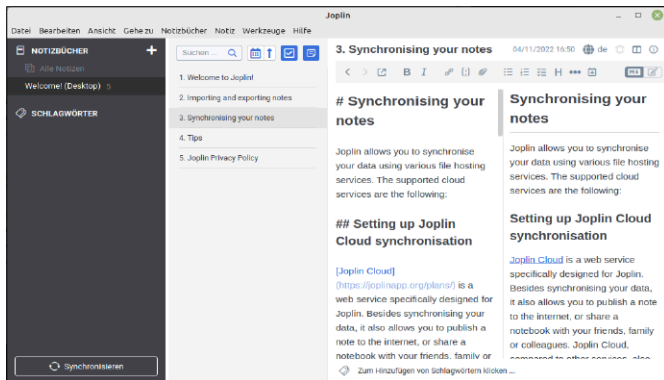 Joplin
Datei Bearbeiten Ansicht Gehe zu Notizbücher Notiz Werkzeuge Hilfe
NOTIZBÜCHER
Alle Notizen
Welcome! (Desktop) 5
SCHLAGWÖRTER
Synchronisieren
Suchen ...
1. Welcome to Joplin!
2. Importing and exporting notes
3. Synchronising your notes
4. Tips
5. Joplin Privacy Policy
3. Synchronising your notes 04/11/2022 16:50 de
B I H
# Synchronising your
notes
Joplin allows you to synchronise
your data using various file hosting
services. The supported cloud
services are the following:
## Setting up Joplin
Cloud synchronisation
[Joplin Cloud]
(https://joplinapp.org/plans/) is a
web service specifically designed for
Joplin. Besides synchronising your
data, it also allows you to publish a
note to the internet, or share a
notebook with your friends, family or
Synchronising your
notes
Joplin allows you to synchronise
your data using various file hosting
services. The supported cloud
services are the following:
Setting up Joplin Cloud
synchronisation
Joplin Cloud is a web service
specifically designed for Joplin.
Besides synchronising your data,
it also allows you to publish a note
to the internet, or share a
notebook with your friends, family
or colleagues. Joplin Cloud,
compared to other services, also
Zum Hinzufügen von Schlagwörtern klicken ...